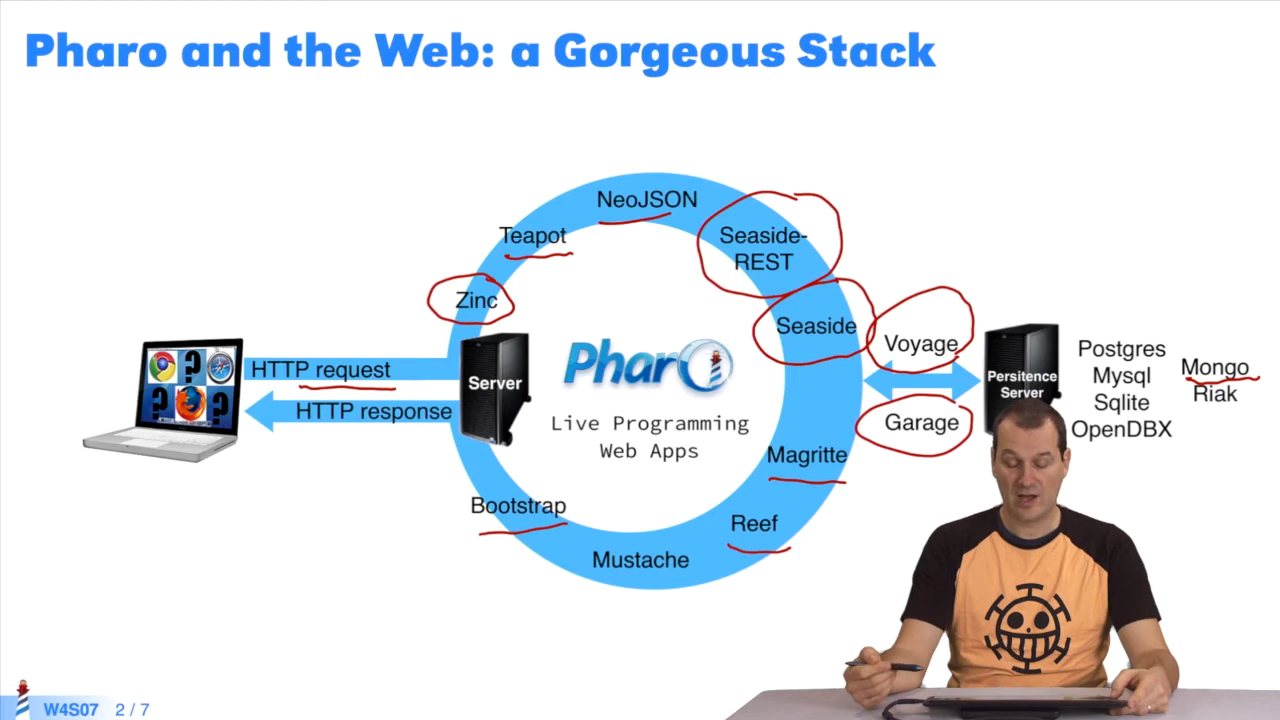 Pharo and the Web: a Gorgeous Stack
NeoJSON
Teapot
Seaside-
REST
Zinc
Seaside
Voyage
HTTP request
HTTP response
Server
Pharo
Live Programming
Web Apps
Persitence
Server
Postgres
Mysql
Sqlite
OpenDBX
Mongo
Riak
Garage
Magritte
Bootstrap
Reef
Mustache
W4S07 2 / 7